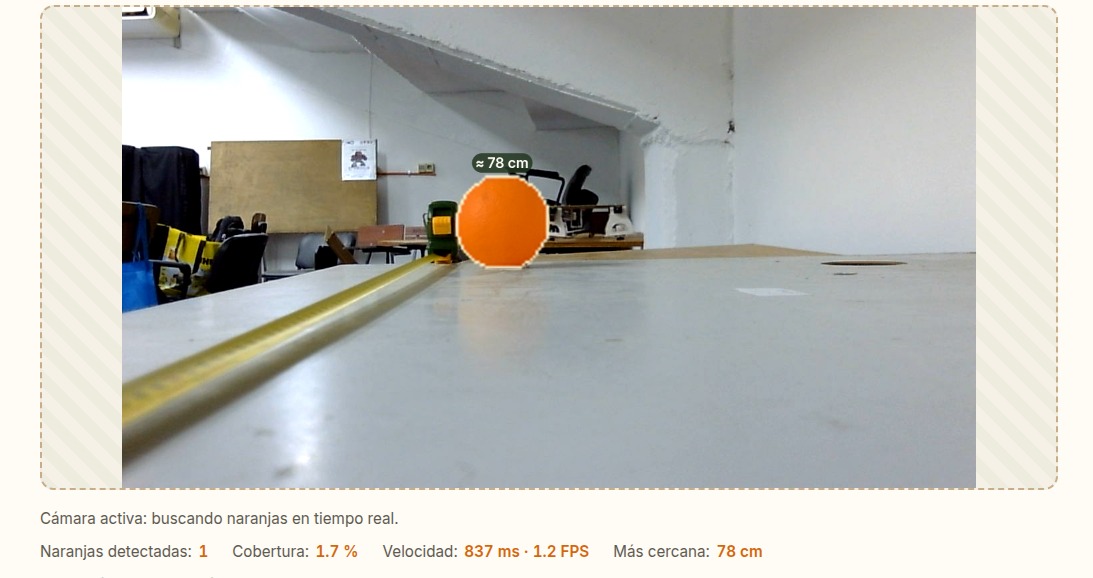 ≈ 78 cm
Cámara activa: buscando naranjas en tiempo real.
Naranjas detectadas: 1 Cobertura: 1.7 % Velocidad: 837 ms · 1.2 FPS Más cercana: 78 cm